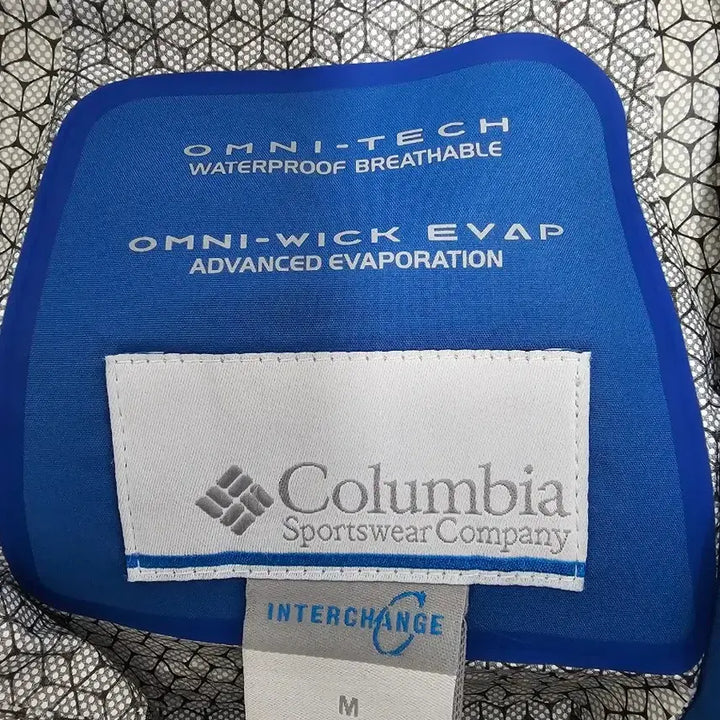 OMNI-TECH
WATERPROOF BREATHABLE
OMNI-WICK EVAP
ADVANCED EVAPORATION
Columbia
Sportswear Company
INTERCHANGE
M